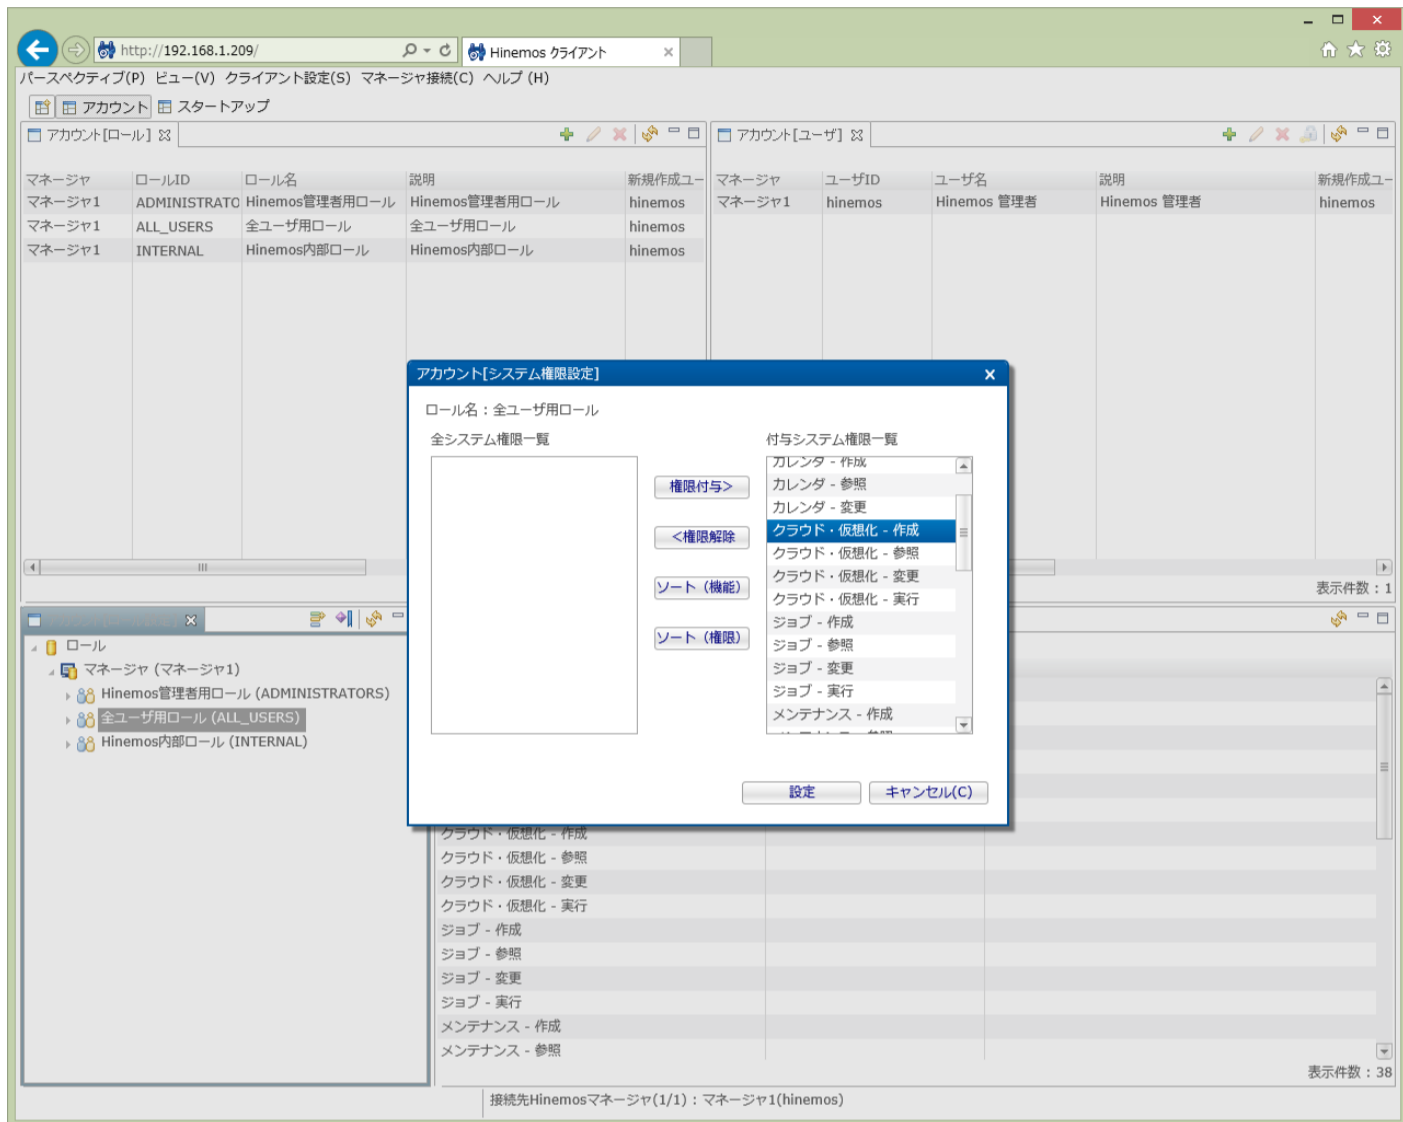 http://192.168.1.209/
Hinemos クライアント
パースペクティブ(P) ビュー(V) クライアント設定(S) マネージャ接続(C) ヘルプ (H)
アカウント スタートアップ
アカウント[ロール]
マネージャ ロールID ロール名 説明 新規作成ユー
マネージャ1 ADMINISTRATO Hinemos管理者用ロール Hinemos管理者用ロール hinemos
マネージャ1 ALL_USERS 全ユーザ用ロール 全ユーザ用ロール hinemos
マネージャ1 INTERNAL Hinemos内部ロール Hinemos内部ロール hinemos
アカウント[ユーザ]
マネージャ ユーザID ユーザ名 説明 新規作成ユー
マネージャ1 hinemos Hinemos 管理者 Hinemos 管理者 hinemos
表示件数 : 1
アカウント[システム権限設定]
ロール名 : 全ユーザ用ロール
全システム権限一覧
付与システム権限一覧
権限付与>
<権限解除
ソート（機能）
ソート（権限）
カレンダ - 作成
カレンダ - 参照
カレンダ - 変更
クラウド・仮想化 - 作成
クラウド・仮想化 - 参照
クラウド・仮想化 - 変更
クラウド・仮想化 - 実行
ジョブ - 作成
ジョブ - 参照
ジョブ - 変更
ジョブ - 実行
メンテナンス - 作成
メンテナンス - 参照
設定
キャンセル(C)
ロール
マネージャ (マネージャ1)
Hinemos管理者用ロール (ADMINISTRATORS)
全ユーザ用ロール (ALL_USERS)
Hinemos内部ロール (INTERNAL)
クラウド・仮想化 - 作成
クラウド・仮想化 - 参照
クラウド・仮想化 - 変更
クラウド・仮想化 - 実行
ジョブ - 作成
ジョブ - 参照
ジョブ - 変更
ジョブ - 実行
メンテナンス - 作成
メンテナンス - 参照
表示件数 : 38
接続先Hinemosマネージャ(1/1) : マネージャ1(hinemos)